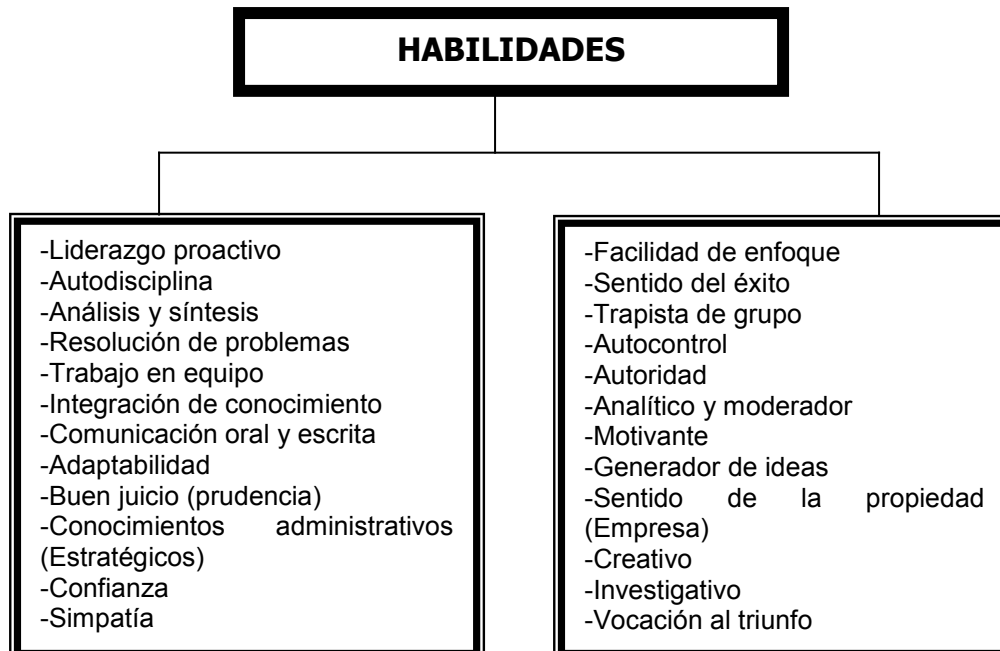 HABILIDADES
-Liderazgo proactivo
-Autodisciplina
-Análisis y síntesis
-Resolución de problemas
-Trabajo en equipo
-Integración de conocimiento
-Comunicación oral y escrita
-Adaptabilidad
-Buen juicio (prudencia)
-Conocimientos administrativos
(Estratégicos)
-Confianza
-Simpatía
-Facilidad de enfoque
-Sentido del éxito
-Trapista de grupo
-Autocontrol
-Autoridad
-Analítico y moderador
-Motivante
-Generador de ideas
-Sentido de la propiedad
(Empresa)
-Creativo
-Investigativo
-Vocación al triunfo